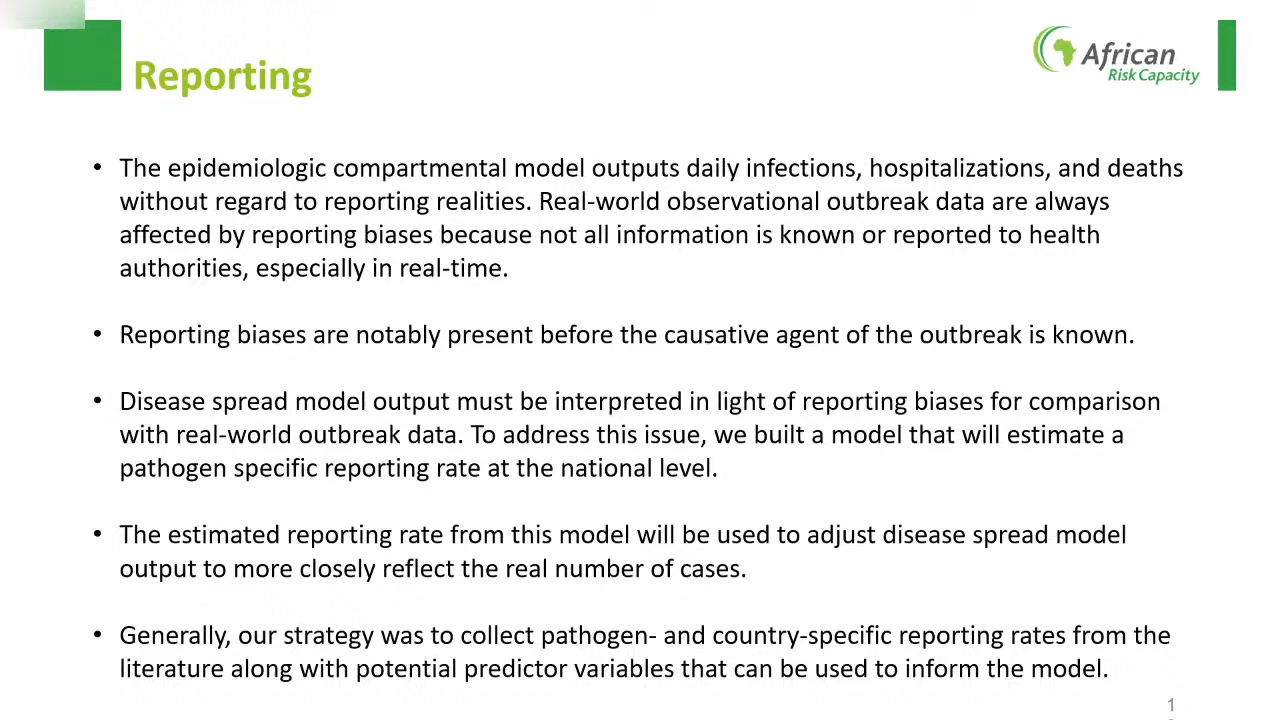 Reporting
African
Risk Capacity
• The epidemiologic compartmental model outputs daily infections, hospitalizations, and deaths
without regard to reporting realities. Real-world observational outbreak data are always
affected by reporting biases because not all information is known or reported to health
authorities, especially in real-time.
• Reporting biases are notably present before the causative agent of the outbreak is known.
• Disease spread model output must be interpreted in light of reporting biases for comparison
with real-world outbreak data. To address this issue, we built a model that will estimate a
pathogen specific reporting rate at the national level.
• The estimated reporting rate from this model will be used to adjust disease spread model
output to more closely reflect the real number of cases.
• Generally, our strategy was to collect pathogen- and country-specific reporting rates from the
literature along with potential predictor variables that can be used to inform the model.
1